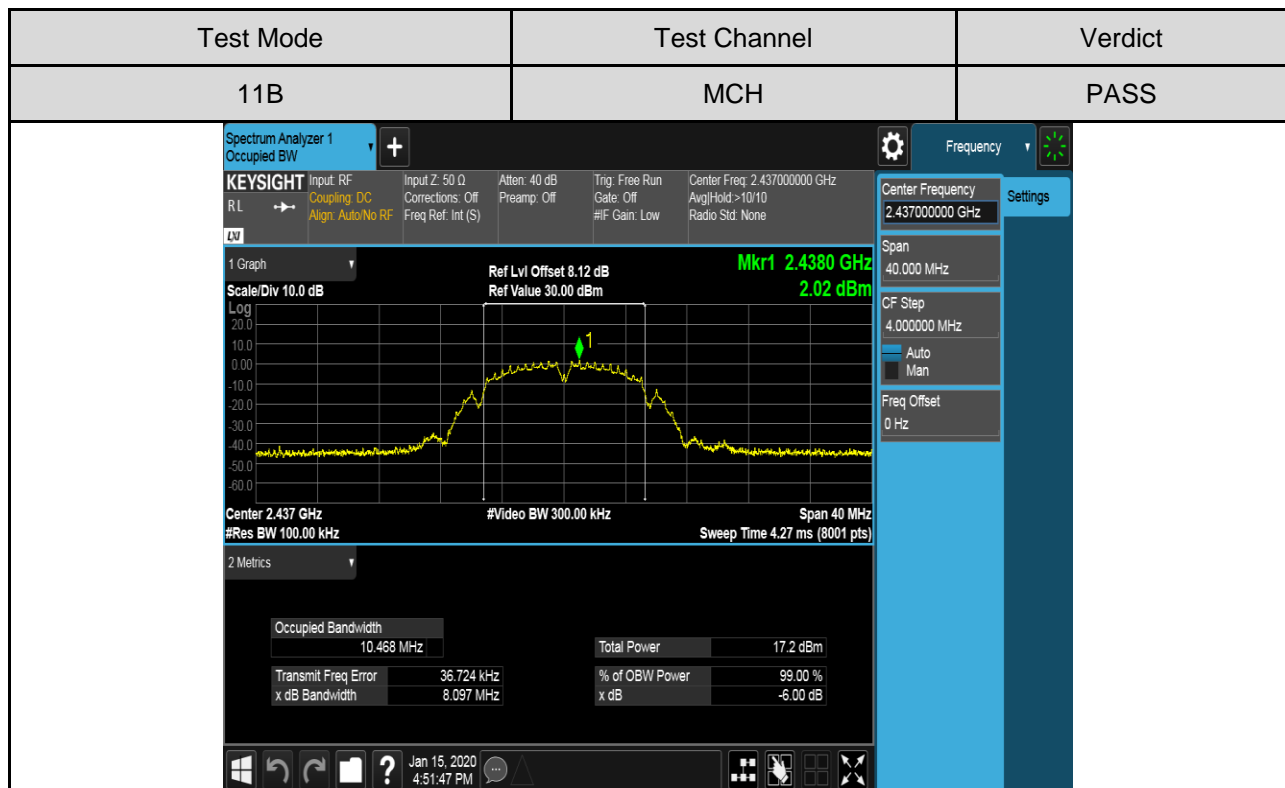 Test Mode Test Channel Verdict
11B MCH PASS
Spectrum Analyzer 1
Occupied BW
+
Frequency
KEYSIGHT
RL
LXI
Input: RF
Coupling: DC
Align: Auto/No RF
Input Z: 50 Ω
Corrections: Off
Freq Ref: Int (S)
Atten: 40 dB
Preamp: Off
Trig: Free Run
Gate: Off
#IF Gain: Low
Center Freq: 2.437000000 GHz
Avg|Hold:>10/10
Radio Std: None
Center Frequency
2.437000000 GHz
Settings
Span
40.000 MHz
CF Step
4.000000 MHz
Auto
Man
Freq Offset
0 Hz
1 Graph
Scale/Div 10.0 dB
Ref Lvl Offset 8.12 dB
Ref Value 30.00 dBm
Mkr1 2.4380 GHz
2.02 dBm
Log
20.0
10.0
0.00
-10.0
-20.0
-30.0
-40.0
-50.0
-60.0
1
Center 2.437 GHz #Video BW 300.00 kHz Span 40 MHz
#Res BW 100.00 kHz Sweep Time 4.27 ms (8001 pts)
2 Metrics
Occupied Bandwidth
10.468 MHz
Total Power 17.2 dBm
Transmit Freq Error 36.724 kHz % of OBW Power 99.00 %
x dB Bandwidth 8.097 MHz x dB -6.00 dB
?
Jan 15, 2020
4:51:47 PM